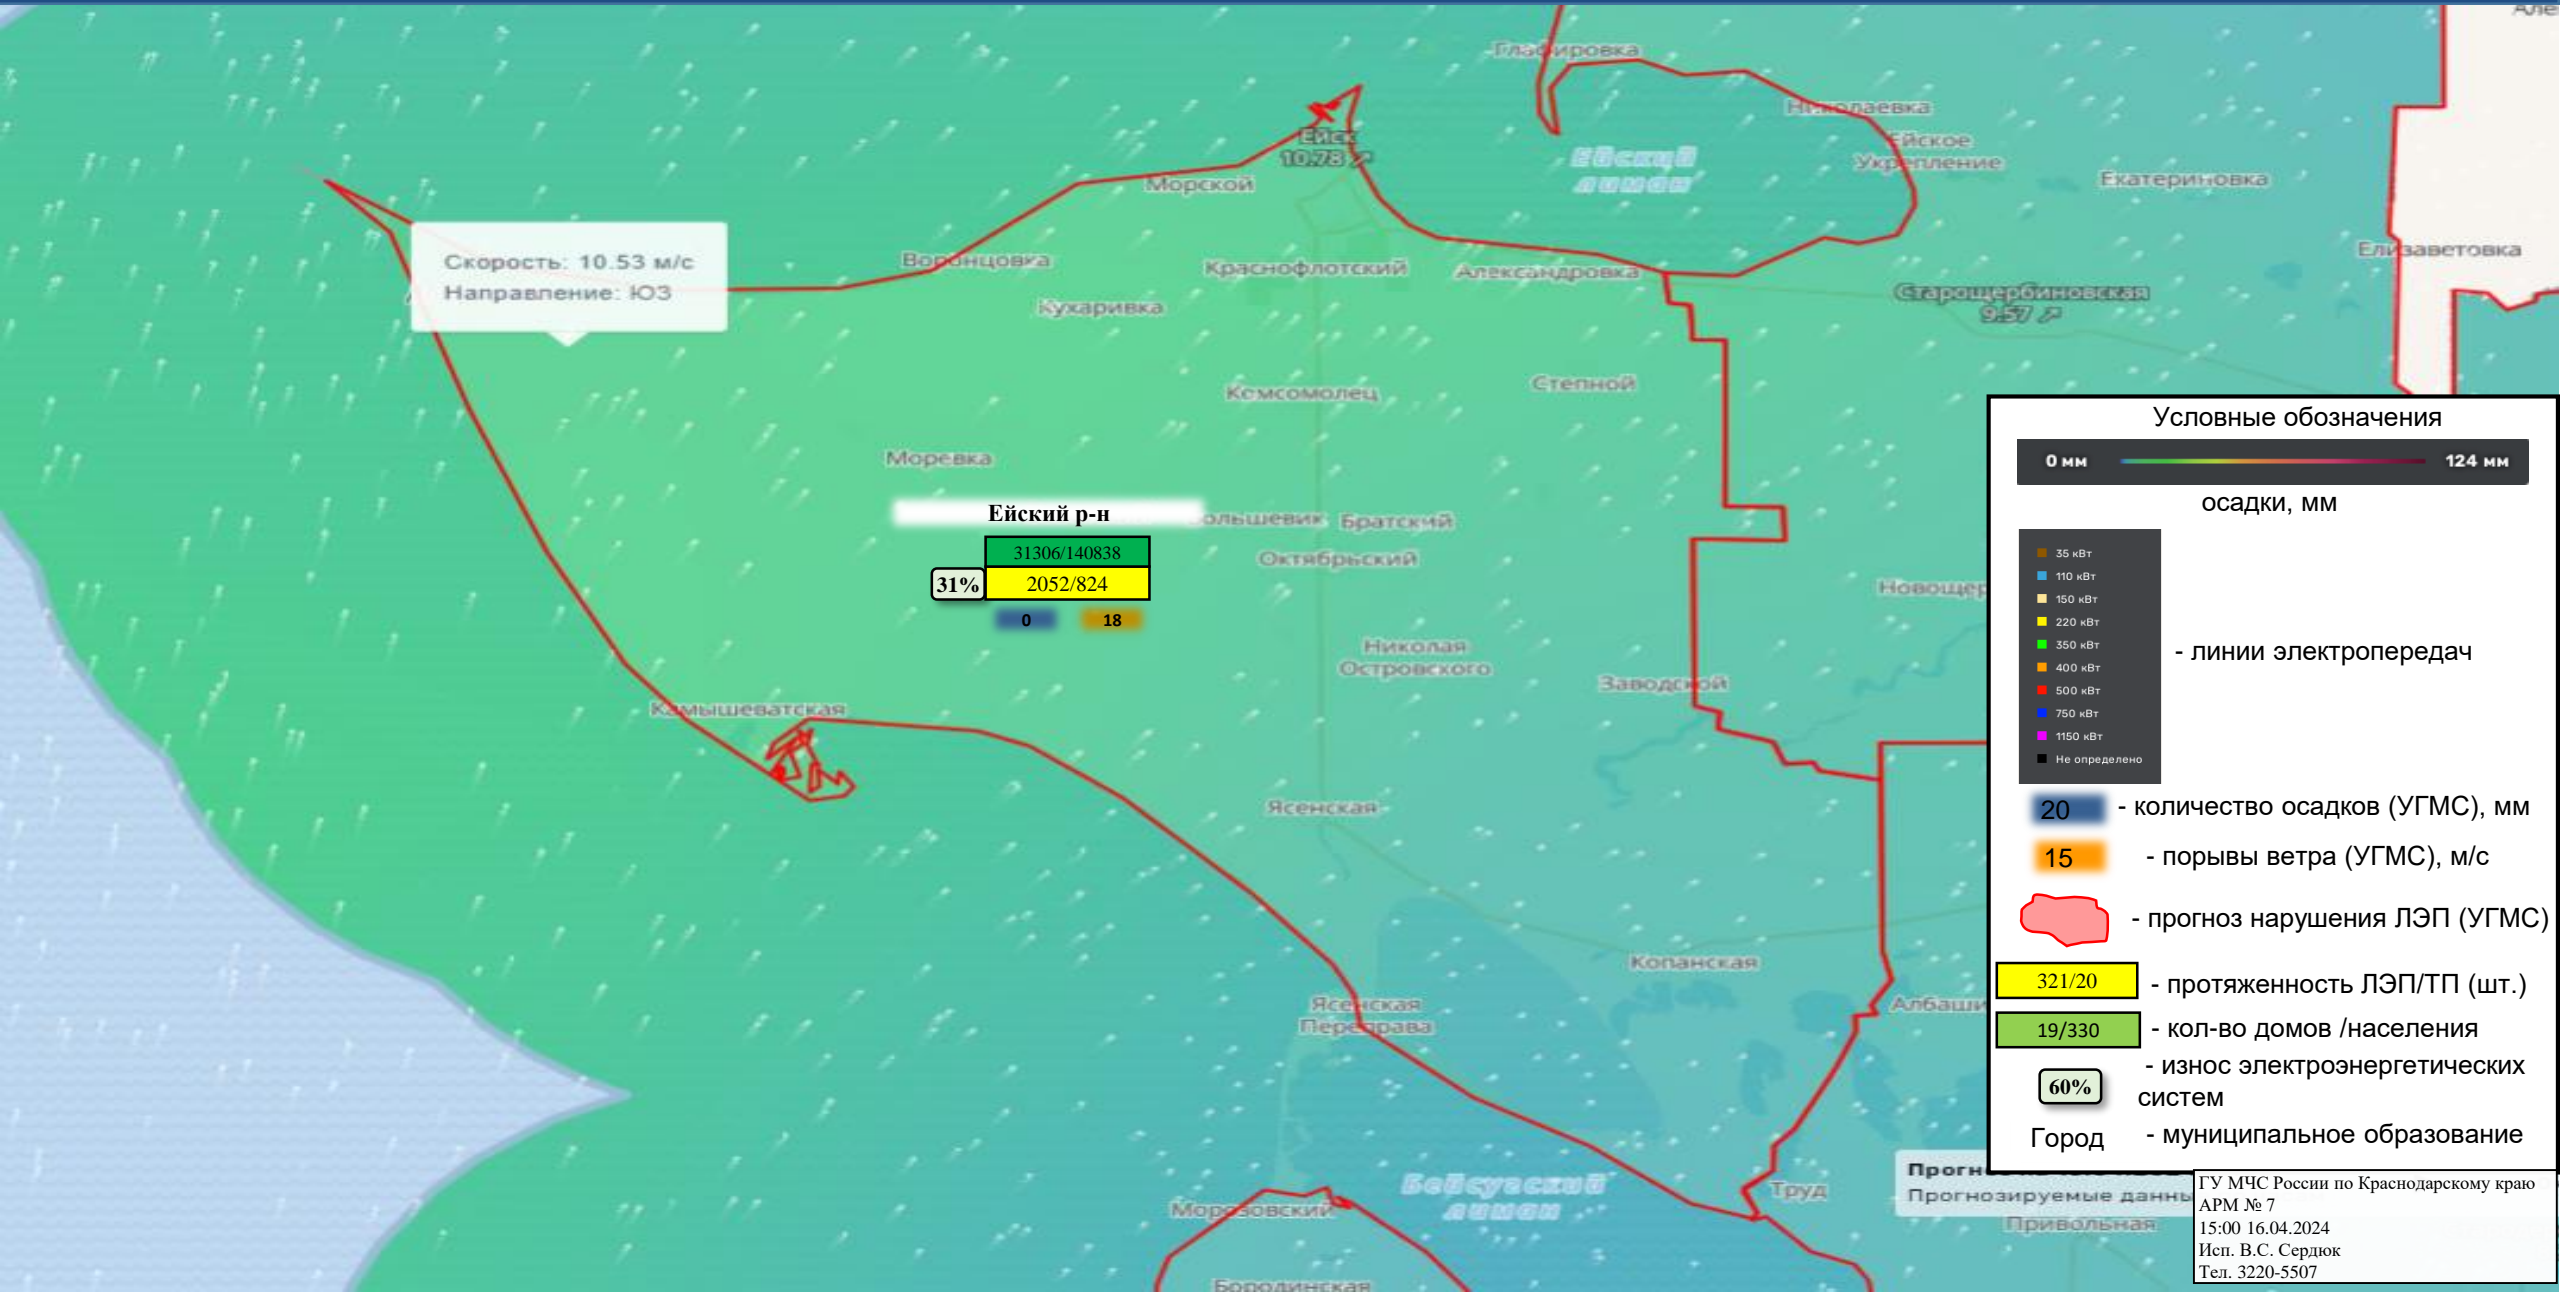 Глафировка
Николаевка
Ейск
10.78
Ейский
лиман
Ейское
Укрепление
Морской
Екатериновка
Скорость: 10.53 м/с
Направление: ЮЗ
Воронцовка
Краснофлотский
Александровка
Елизаветовка
Кухаривка
Старощербиновская
9.57
Комсомолец
Степной
Моревка
Ейский р-н
Братский
31306/140838
Октябрьский
31%
2052/824
0
18
Николая
Островского
Заводской
Камышеватская
Ясенская
Копанская
Ясенская
Переправа
Бейсугский
лиман
Труд
Морозовский
Привольная
Бородинская
Условные обозначения
0 мм
124 мм
осадки, мм
35 кВт
110 кВт
150 кВт
220 кВт
350 кВт
400 кВт
500 кВт
750 кВт
1150 кВт
Не определено
- линии электропередач
20 - количество осадков (УГМС), мм
15 - порывы ветра (УГМС), м/с
- прогноз нарушения ЛЭП (УГМС)
321/20 - протяженность ЛЭП/ТП (шт.)
19/330 - кол-во домов /населения
60% - износ электроэнергетических
систем
Город - муниципальное образование
Прогнозируемые
ГУ МЧС России по Краснодарскому краю
АРМ № 7
15:00 16.04.2024
Исп. В.С. Сердюк
Тел. 3220-5507